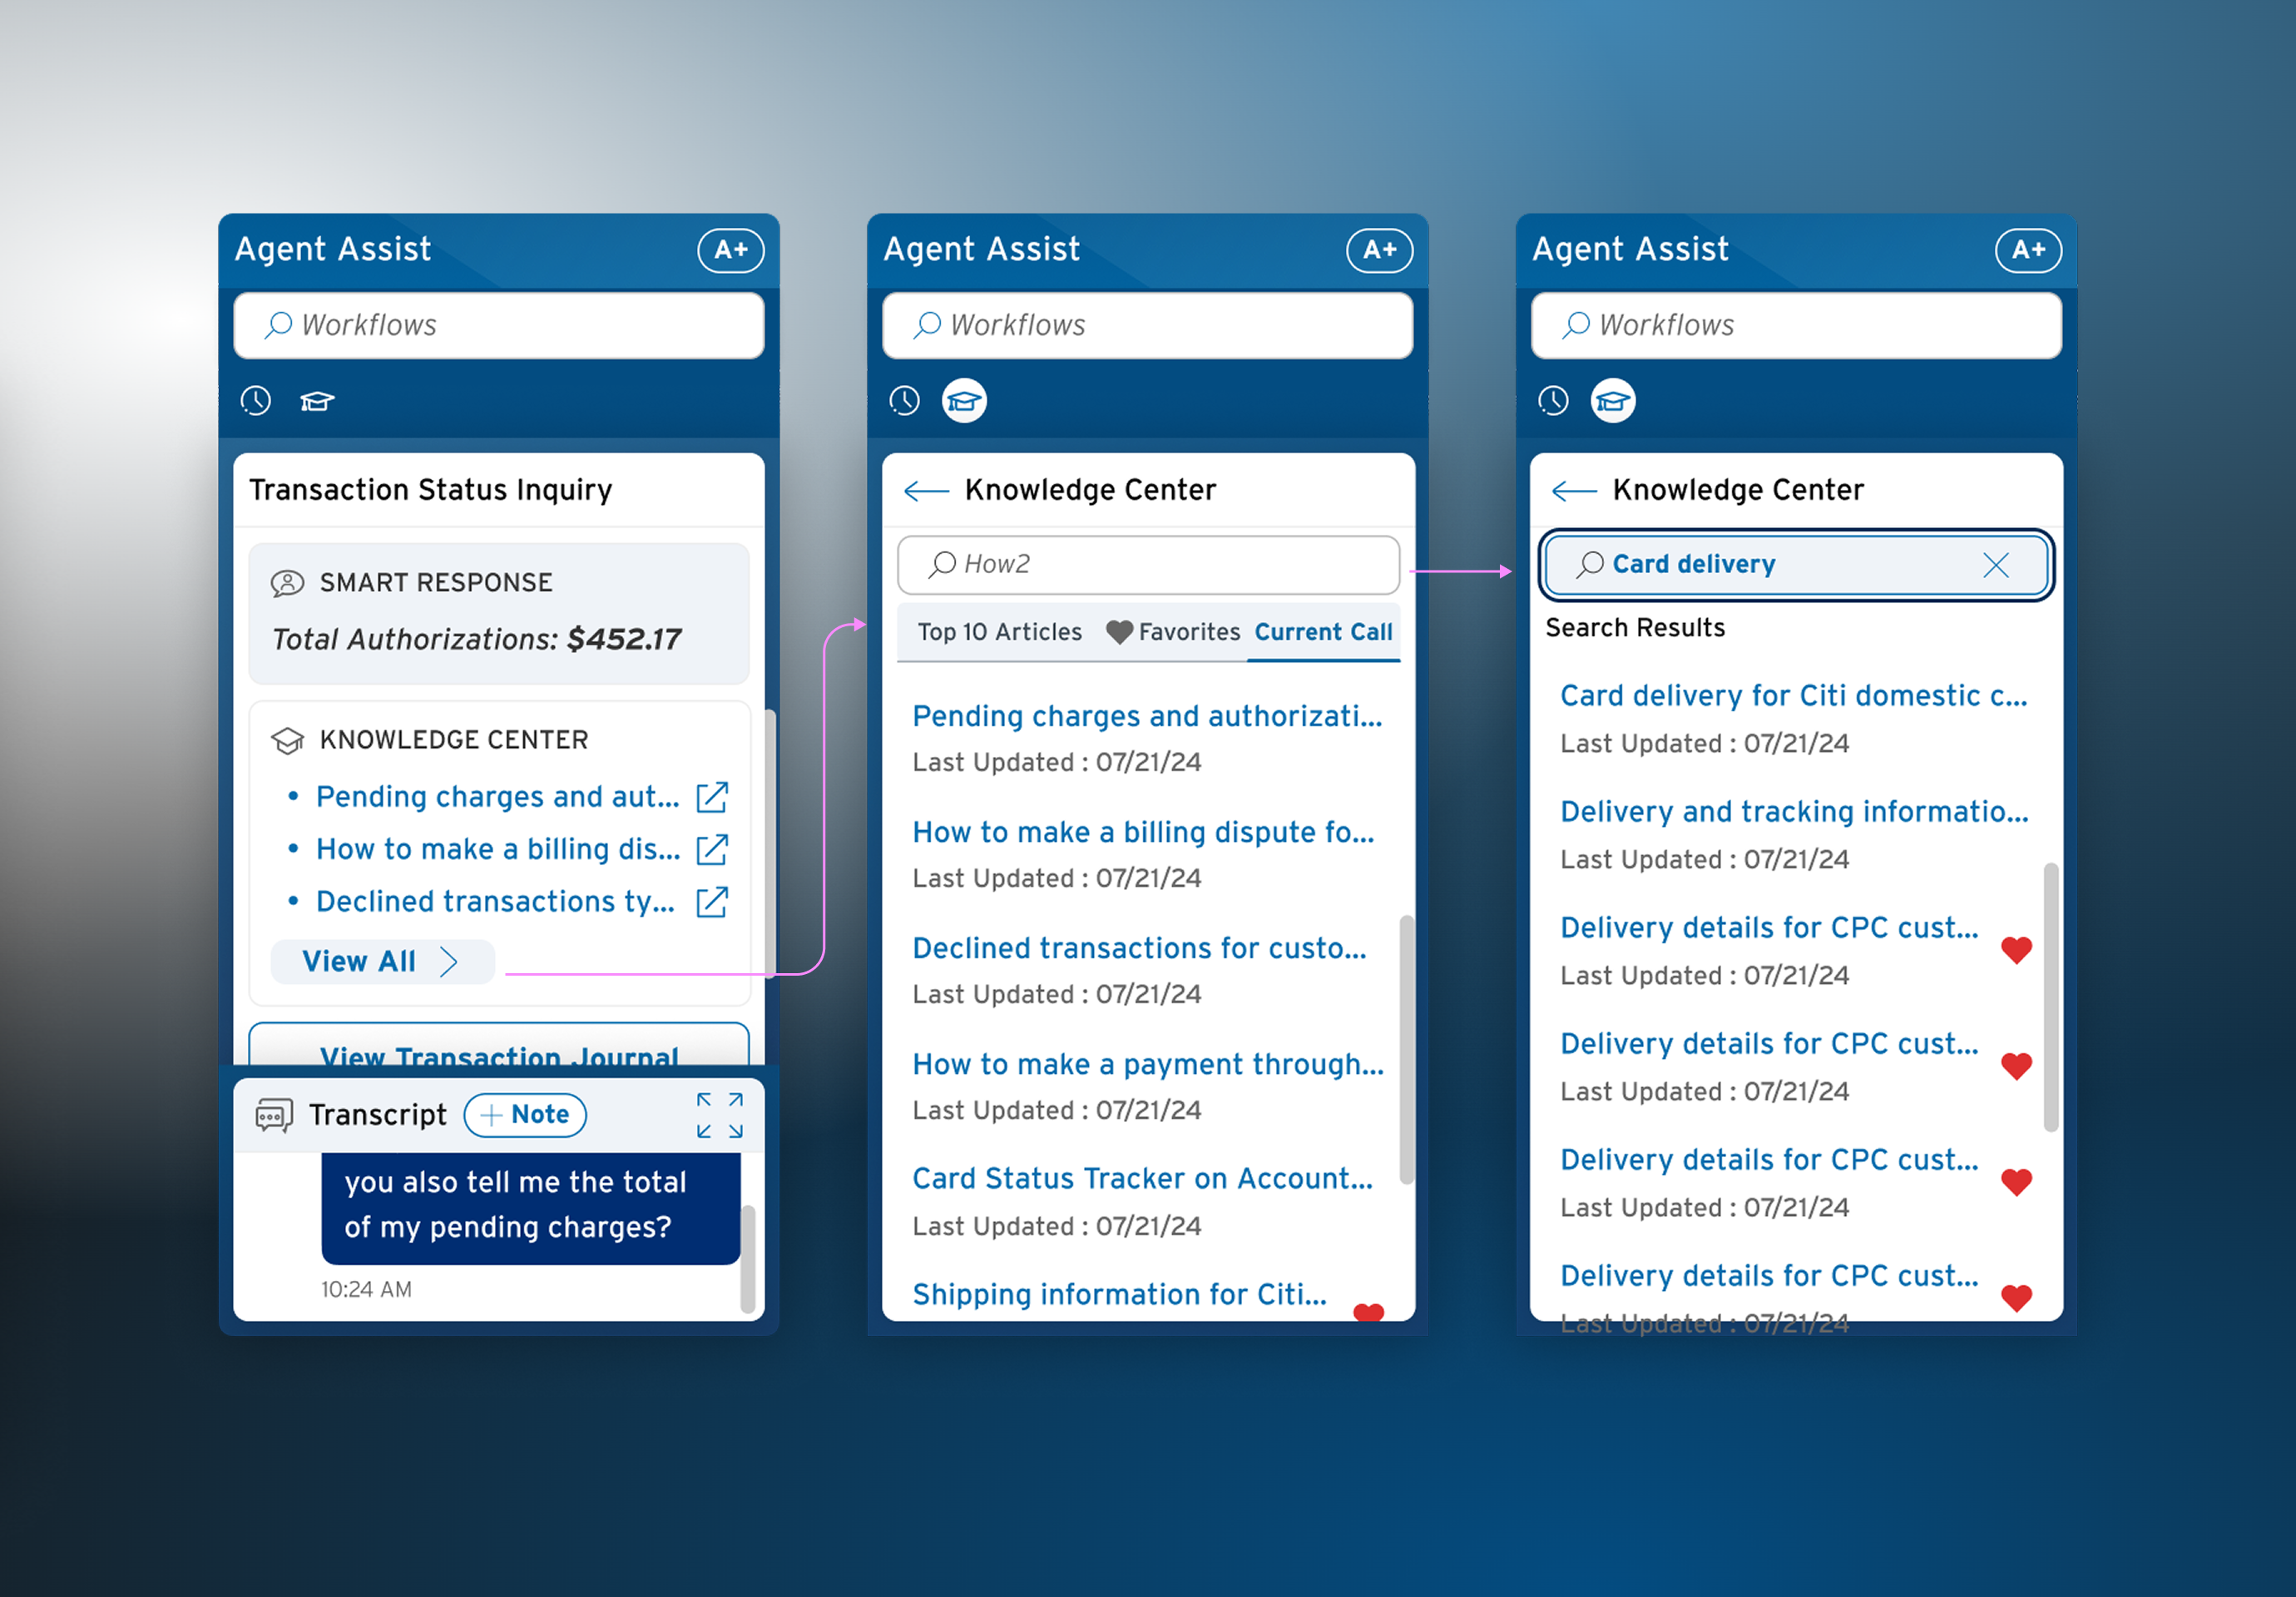 Agent Assist
A+
Workflows
Transaction Status Inquiry
SMART RESPONSE
Total Authorizations: $452.17
KNOWLEDGE CENTER
• Pending charges and aut...
• How to make a billing dis...
• Declined transactions ty...
View All
View Transaction Journal
Transcript
+ Note
you also tell me the total
of my pending charges?
10:24 AM
Agent Assist
A+
Workflows
Knowledge Center
How2
Top 10 Articles
Favorites
Current Call
Pending charges and authorizati...
Last Updated : 07/21/24
How to make a billing dispute fo...
Last Updated : 07/21/24
Declined transactions for custo...
Last Updated : 07/21/24
How to make a payment through...
Last Updated : 07/21/24
Card Status Tracker on Account...
Last Updated : 07/21/24
Shipping information for Citi...
Agent Assist
A+
Workflows
Knowledge Center
Card delivery
Search Results
Card delivery for Citi domestic c...
Last Updated : 07/21/24
Delivery and tracking informatio...
Last Updated : 07/21/24
Delivery details for CPC cust...
Last Updated : 07/21/24
Delivery details for CPC cust...
Last Updated : 07/21/24
Delivery details for CPC cust...
Last Updated : 07/21/24
Delivery details for CPC cust...
Last Updated : 07/21/24